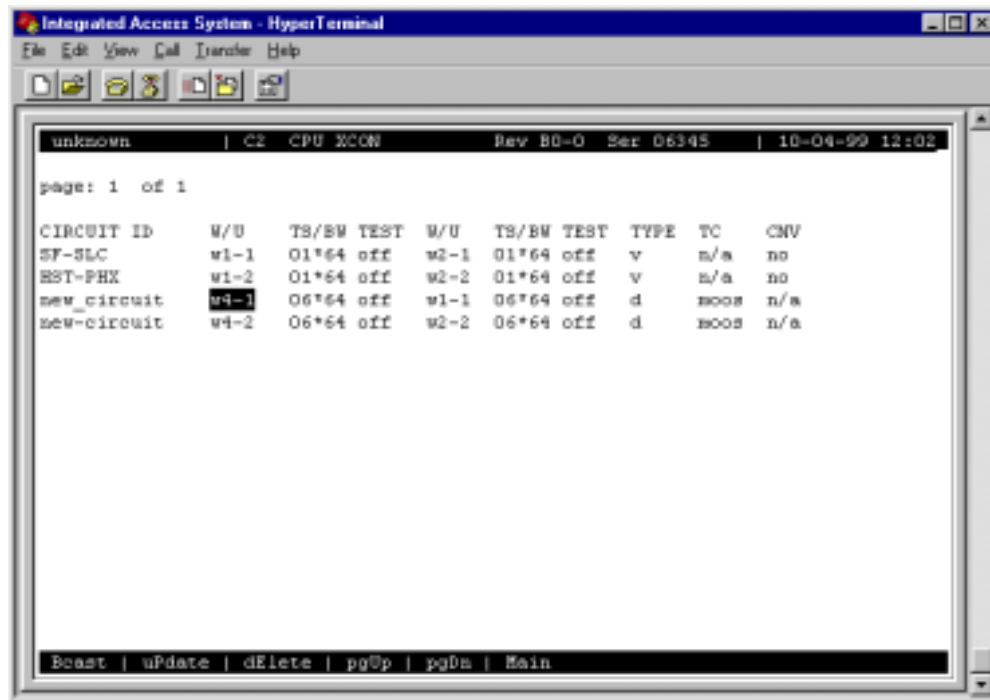 Integrated Access System - HyperTerminal
File Edit View Call Transfer Help
unknown | C2 CPU XCON Rev B0-0 Ser 06345 | 10-04-99 12:02
page: 1 of 1
CIRCUIT ID W/U TS/BW TEST W/U TS/BW TEST TYPE TC CNV
SF-SLC w1-1 01*64 off w2-1 01*64 off v n/a no
HST-PHX w1-2 01*64 off w2-2 01*64 off v n/a no
new_circuit w4-1 06*64 off w1-1 06*64 off d moos n/a
new-circuit w4-2 06*64 off w2-2 06*64 off d moos n/a
Bcast | uPdate | dElete | pgUp | pgDn | Main